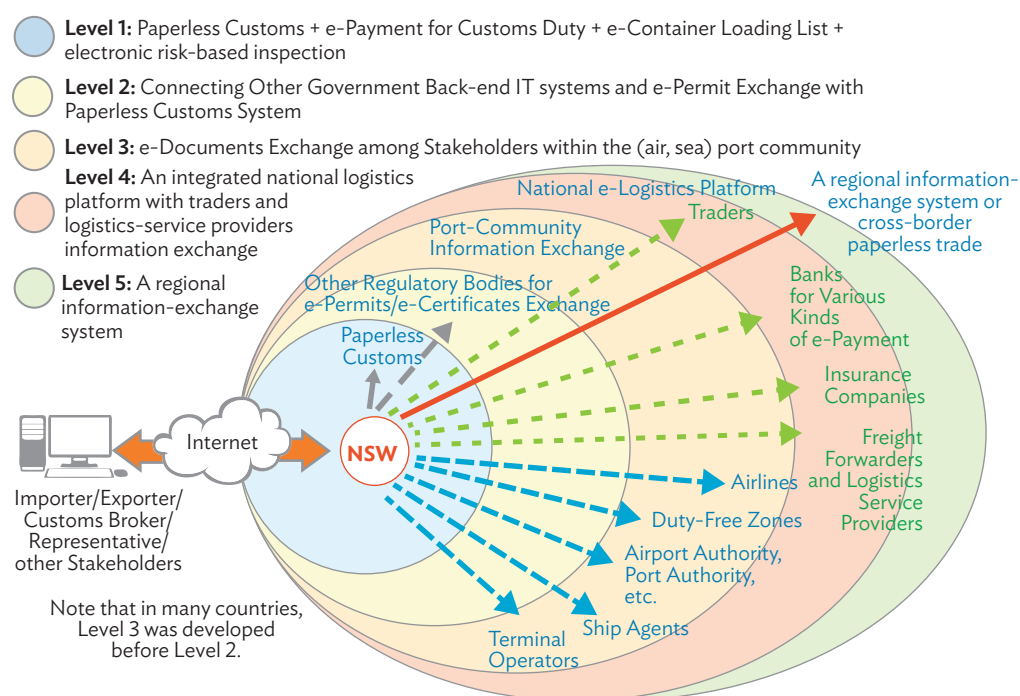 Level 1: Paperless Customs + e-Payment for Customs Duty + e-Container Loading List +
electronic risk-based inspection
Level 2: Connecting Other Government Back-end IT systems and e-Permit Exchange with
Paperless Customs System
Level 3: e-Documents Exchange among Stakeholders within the (air, sea) port community
Level 4: An integrated national logistics
platform with traders and
logistics-service providers
information exchange
Level 5: A regional
information-exchange
system
National e-Logistics Platform
Traders
A regional information-
exchange system or
cross-border
paperless trade
Port-Community
Information Exchange
Other Regulatory Bodies for
e-Permits/e-Certificates Exchange
Paperless
Customs
Banks
for Various
Kinds
of e-Payment
Insurance
Companies
Freight
Forwarders
and Logistics
Service
Providers
Internet
NSW
Airlines
Duty-Free Zones
Airport Authority,
Port Authority,
etc.
Ship Agents
Terminal
Operators
Importer/Exporter/
Customs Broker/
Representative/
other Stakeholders
Note that in many countries,
Level 3 was developed
before Level 2.